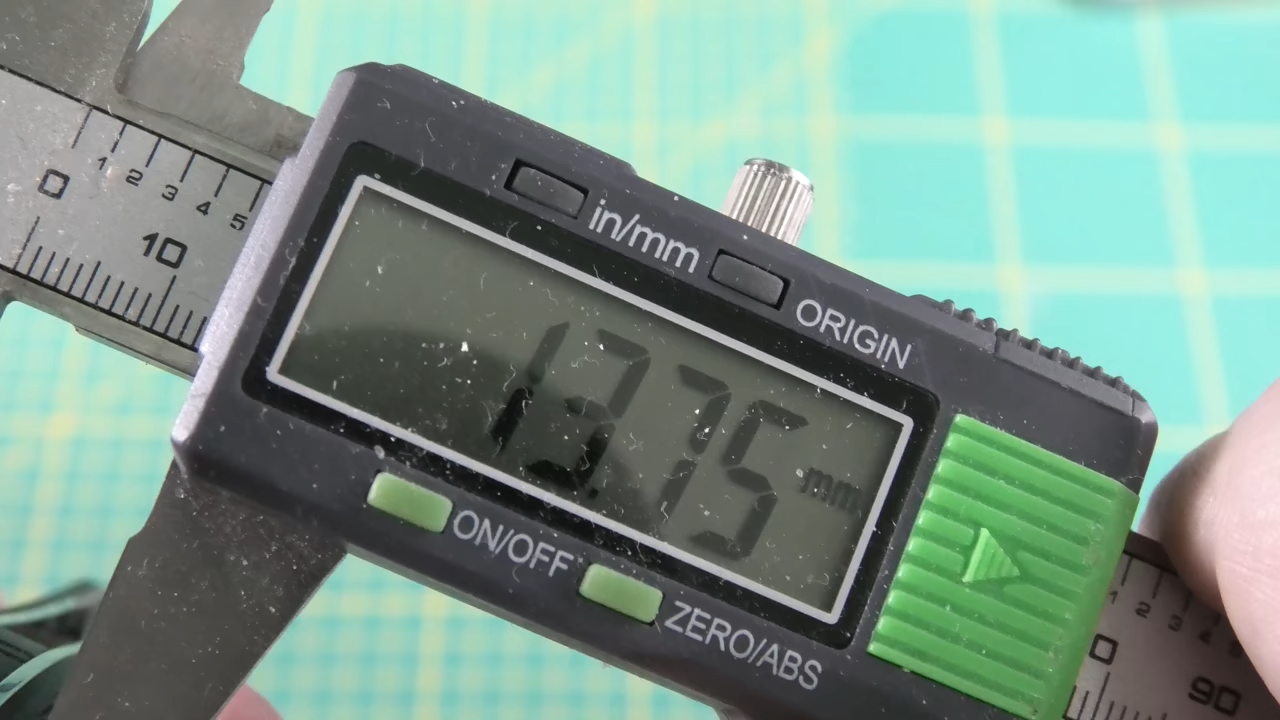 in/mm
ORIGIN
0 1 2 3 4 5
10
13.75 mm
ON/OFF
ZERO/ABS
1 2 3 4
0
90